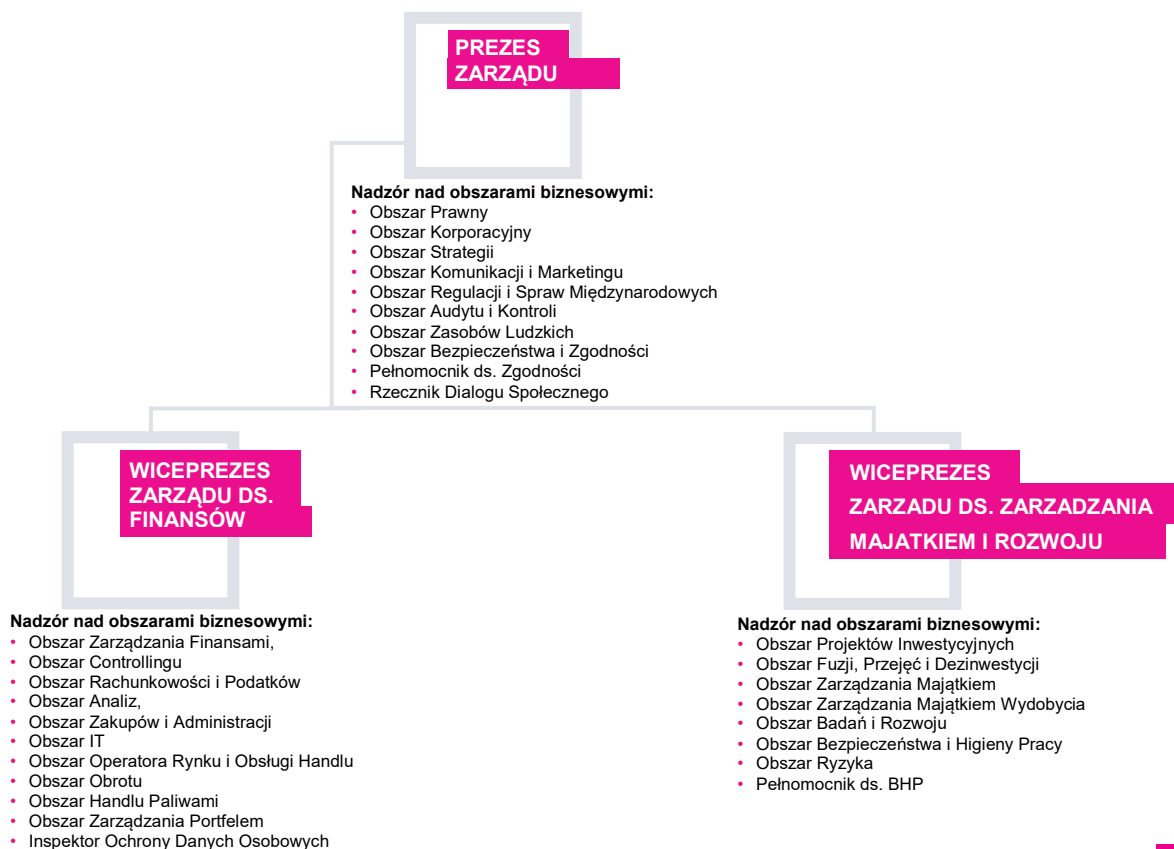 PREZES
ZARZĄDU
Nadzór nad obszarami biznesowymi:
• Obszar Prawny
• Obszar Korporacyjny
• Obszar Strategii
• Obszar Komunikacji i Marketingu
• Obszar Regulacji i Spraw Międzynarodowych
• Obszar Audytu i Kontroli
• Obszar Zasobów Ludzkich
• Obszar Bezpieczeństwa i Zgodności
• Pełnomocnik ds. Zgodności
• Rzecznik Dialogu Społecznego
WICEPREZES
ZARZĄDU DS.
FINANSÓW
Nadzór nad obszarami biznesowymi:
• Obszar Zarządzania Finansami,
• Obszar Controllingu
• Obszar Rachunkowości i Podatków
• Obszar Analiz,
• Obszar Zakupów i Administracji
• Obszar IT
• Obszar Operatora Rynku i Obsługi Handlu
• Obszar Obrotu
• Obszar Handlu Paliwami
• Obszar Zarządzania Portfelem
• Inspektor Ochrony Danych Osobowych
WICEPREZES
ZARZADU DS. ZARZADZANIA
MAJATKIEM I ROZWOJU
Nadzór nad obszarami biznesowymi:
• Obszar Projektów Inwestycyjnych
• Obszar Fuzji, Przejęć i Dezinwestycji
• Obszar Zarządzania Majątkiem
• Obszar Zarządzania Majątkiem Wydobycia
• Obszar Badań i Rozwoju
• Obszar Bezpieczeństwa i Higieny Pracy
• Obszar Ryzyka
• Pełnomocnik ds. BHP